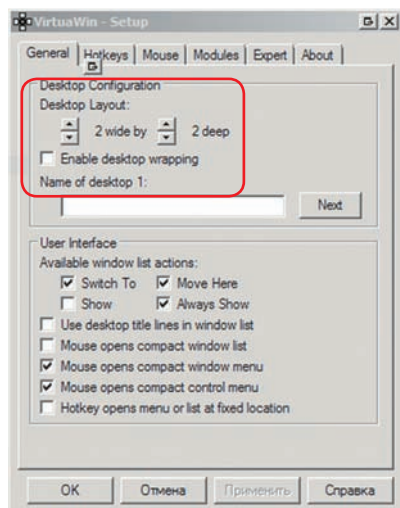 VirtuaWin - Setup
General Hotkeys Mouse Modules Expert About
Desktop Configuration
Desktop Layout:
2 wide by 2 deep
Enable desktop wrapping
Name of desktop 1:
Next
User Interface
Available window list actions:
Switch To Move Here
Show Always Show
Use desktop title lines in window list
Mouse opens compact window list
Mouse opens compact window menu
Mouse opens compact control menu
Hotkey opens menu or list at fixed location
OK Отмена Применить Справка